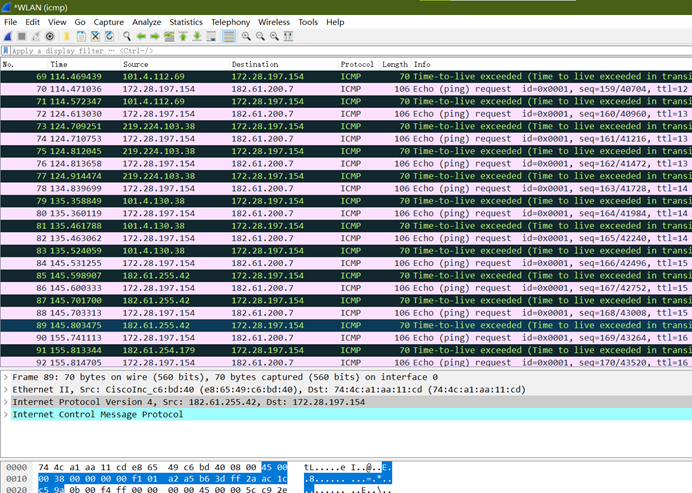 *WLAN (icmp)
File Edit View Go Capture Analyze Statistics Telephony Wireless Tools Help
Apply a display filter ... <Ctrl-/>
No. Time Source Destination Protocol Length Info
69 114.469439 101.4.112.69 172.28.197.154 ICMP 70 Time-to-live exceeded (Time to live exceeded in transi
70 114.471036 172.28.197.154 182.61.200.7 ICMP 106 Echo (ping) request id=0x0001, seq=159/40704, ttl=12
71 114.572347 101.4.112.69 172.28.197.154 ICMP 70 Time-to-live exceeded (Time to live exceeded in transi
72 124.613030 172.28.197.154 182.61.200.7 ICMP 106 Echo (ping) request id=0x0001, seq=160/40960, ttl=13
73 124.709251 219.224.103.38 172.28.197.154 ICMP 70 Time-to-live exceeded (Time to live exceeded in transi
74 124.710753 172.28.197.154 182.61.200.7 ICMP 106 Echo (ping) request id=0x0001, seq=161/41216, ttl=13
75 124.812045 219.224.103.38 172.28.197.154 ICMP 70 Time-to-live exceeded (Time to live exceeded in transi
76 124.813658 172.28.197.154 182.61.200.7 ICMP 106 Echo (ping) request id=0x0001, seq=162/41472, ttl=13
77 124.914474 219.224.103.38 172.28.197.154 ICMP 70 Time-to-live exceeded (Time to live exceeded in transi
78 134.839699 172.28.197.154 182.61.200.7 ICMP 106 Echo (ping) request id=0x0001, seq=163/41728, ttl=14
79 135.358849 101.4.130.38 172.28.197.154 ICMP 70 Time-to-live exceeded (Time to live exceeded in transi
80 135.360119 172.28.197.154 182.61.200.7 ICMP 106 Echo (ping) request id=0x0001, seq=164/41984, ttl=14
81 135.461788 101.4.130.38 172.28.197.154 ICMP 70 Time-to-live exceeded (Time to live exceeded in transi
82 135.463062 172.28.197.154 182.61.200.7 ICMP 106 Echo (ping) request id=0x0001, seq=165/42240, ttl=14
83 135.524059 101.4.130.38 172.28.197.154 ICMP 70 Time-to-live exceeded (Time to live exceeded in transi
84 145.531255 172.28.197.154 182.61.200.7 ICMP 106 Echo (ping) request id=0x0001, seq=166/42496, ttl=15
85 145.598907 182.61.255.42 172.28.197.154 ICMP 70 Time-to-live exceeded (Time to live exceeded in transi
86 145.600333 172.28.197.154 182.61.200.7 ICMP 106 Echo (ping) request id=0x0001, seq=167/42752, ttl=15
87 145.701700 182.61.255.42 172.28.197.154 ICMP 70 Time-to-live exceeded (Time to live exceeded in transi
88 145.703313 172.28.197.154 182.61.200.7 ICMP 106 Echo (ping) request id=0x0001, seq=168/43008, ttl=15
89 145.803475 182.61.255.42 172.28.197.154 ICMP 70 Time-to-live exceeded (Time to live exceeded in transi
90 155.741113 172.28.197.154 182.61.200.7 ICMP 106 Echo (ping) request id=0x0001, seq=169/43264, ttl=16
91 155.813344 182.61.254.179 172.28.197.154 ICMP 70 Time-to-live exceeded (Time to live exceeded in transi
92 155.814705 172.28.197.154 182.61.200.7 ICMP 106 Echo (ping) request id=0x0001, seq=170/43520, ttl=16
Frame 89: 70 bytes on wire (560 bits), 70 bytes captured (560 bits) on interface 0
Ethernet II, Src: CiscoInc_c6:bd:40 (e8:65:49:c6:bd:40), Dst: 74:4c:a1:aa:11:cd (74:4c:a1:aa:11:cd)
Internet Protocol Version 4, Src: 182.61.255.42, Dst: 172.28.197.154
Internet Control Message Protocol
0000 74 4c a1 aa 11 cd e8 65 49 c6 bd 40 08 00 45 00 tL.....e I..@..E.
0010 00 38 00 00 00 00 f1 01 a2 a5 b6 3d ff 2a ac 1c .8...... ...=.*..
0020 c5 9a 0b 00 f4 ff 00 00 00 00 45 00 5c c9 2e